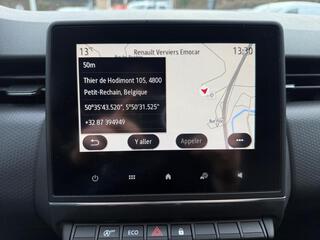 13°
Renault Verviers Emocar
13:30
50m
Thier de Hodimont 105, 4800
Petit-Rechain, Belgique
50°35'43.520", 5°50'31.525"
+32 87 394949
Y aller
Appeler
ECO